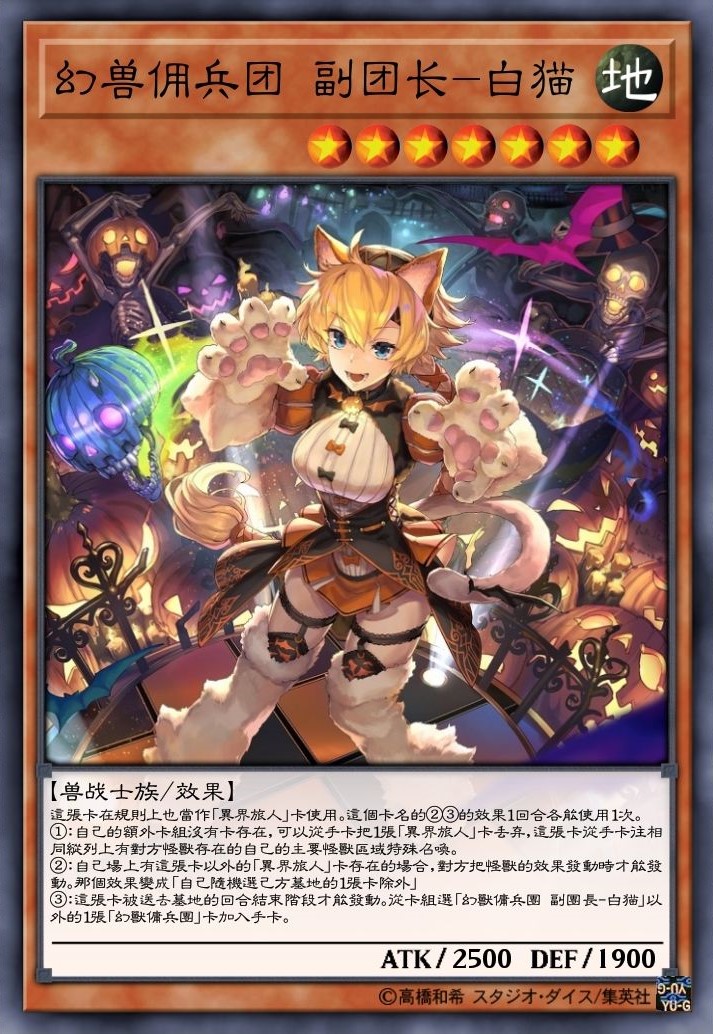 幻兽佣兵团 副团长-白猫
地
【兽战士族/效果】
這張卡在規則上也當作「異界旅人」卡使用。這個卡名的②③的效果1回合各能使用1次。
①:自己的額外卡組沒有卡存在,可以從手卡把1張「異界旅人」卡丟弃,這張卡從手卡往相
同縱列上有對方怪獸存在的自己的主要怪獸區域特殊召喚。
②:自己場上有這張卡以外的「異界旅人」卡存在的場合,對方把怪獸的效果發動時才能發
動。那個效果變成「自己隨機選己方墓地的1張卡除外」
③:這張卡被送去墓地的回合結束階段才能發動。從卡組選「幻獸傭兵團 副團長-白貓」以
外的1張「幻獸傭兵團」卡加入手卡。
ATK/2500 DEF/1900
©高橋和希 スタジオ・ダイス/集英社